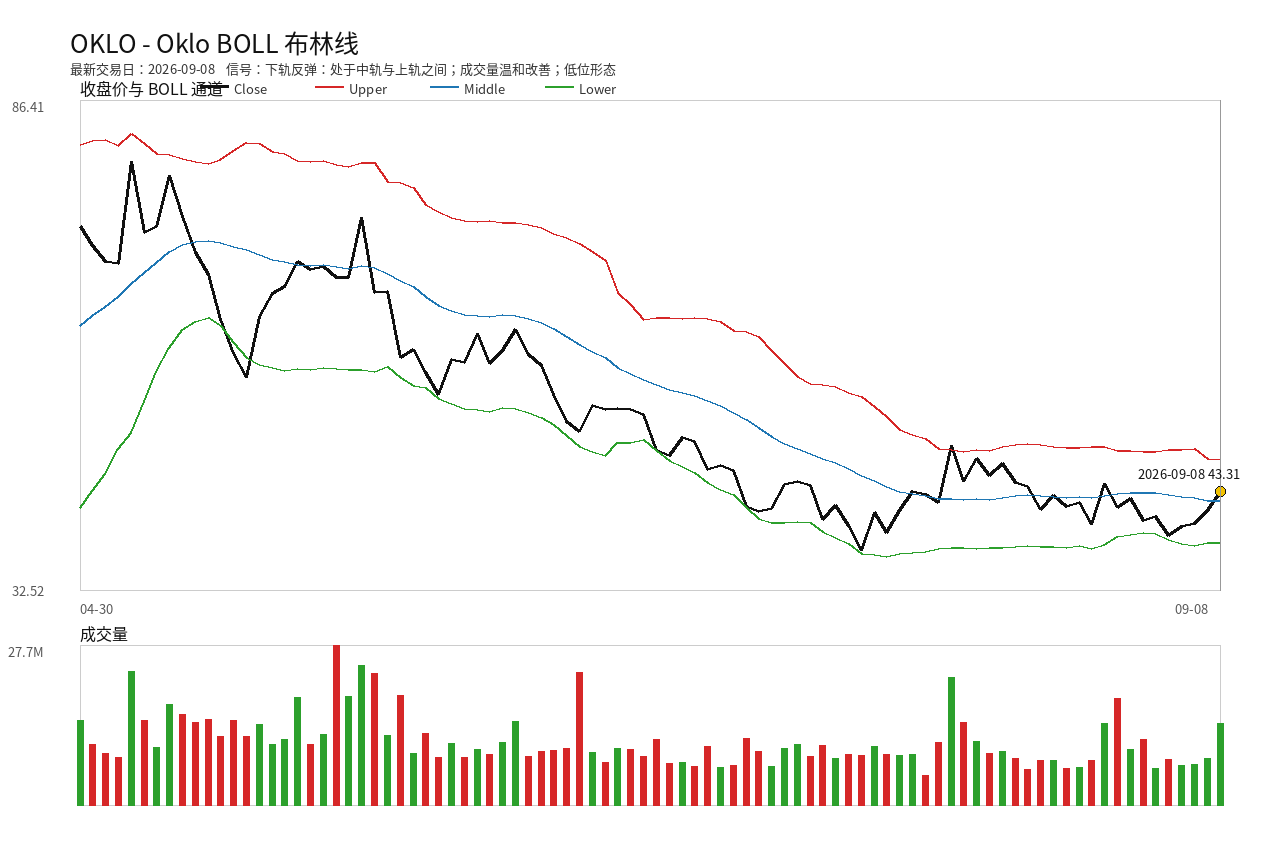 OKLO - Oklo BOLL 布林线
最新交易日：2026-09-08 信号：下轨反弹：处于中轨与上轨之间；成交量温和改善；低位形态
收盘价与 BOLL 通道 Close Upper Middle Lower
86.41
2026-09-08 43.31
32.52
04-30 09-08
成交量
27.7M